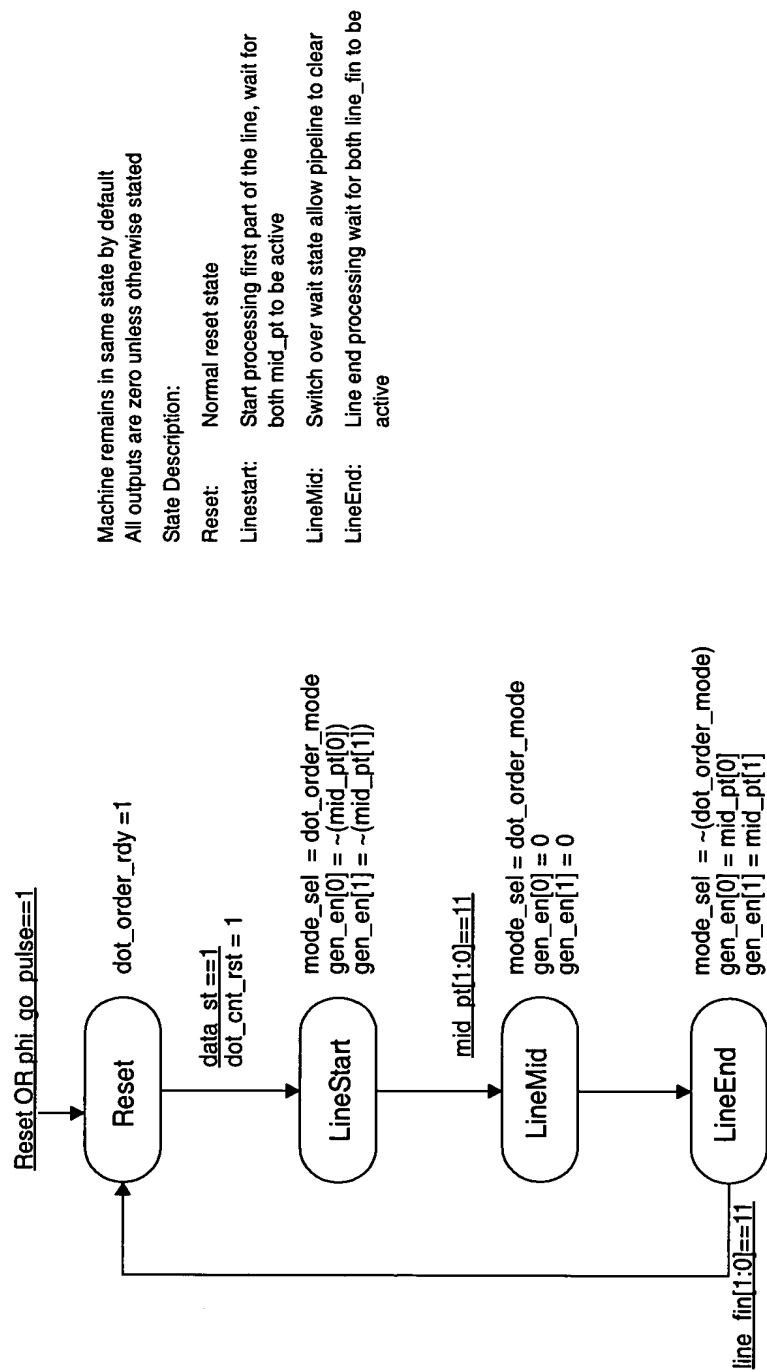 Reset OR phi_go_pulse==1
Reset
dot_order_rdy =1
data_st ==1
dot_cnt_rst = 1
LineStart
mode_sel = dot_order_mode
gen_en[0] = ~(mid_pt[0])
gen_en[1] = ~(mid_pt[1])
mid_pt[1:0]==11
LineMid
mode_sel = dot_order_mode
gen_en[0] = 0
gen_en[1] = 0
LineEnd
mode_sel = ~(dot_order_mode)
gen_en[0] = mid_pt[0]
gen_en[1] = mid_pt[1]
line_fin[1:0]==11
Machine remains in same state by default
All outputs are zero unless otherwise stated
State Description:
Reset: Normal reset state
Linestart: Start processing first part of the line, wait for
both mid_pt to be active
LineMid: Switch over wait state allow pipeline to clear
LineEnd: Line end processing wait for both line_fin to be
active